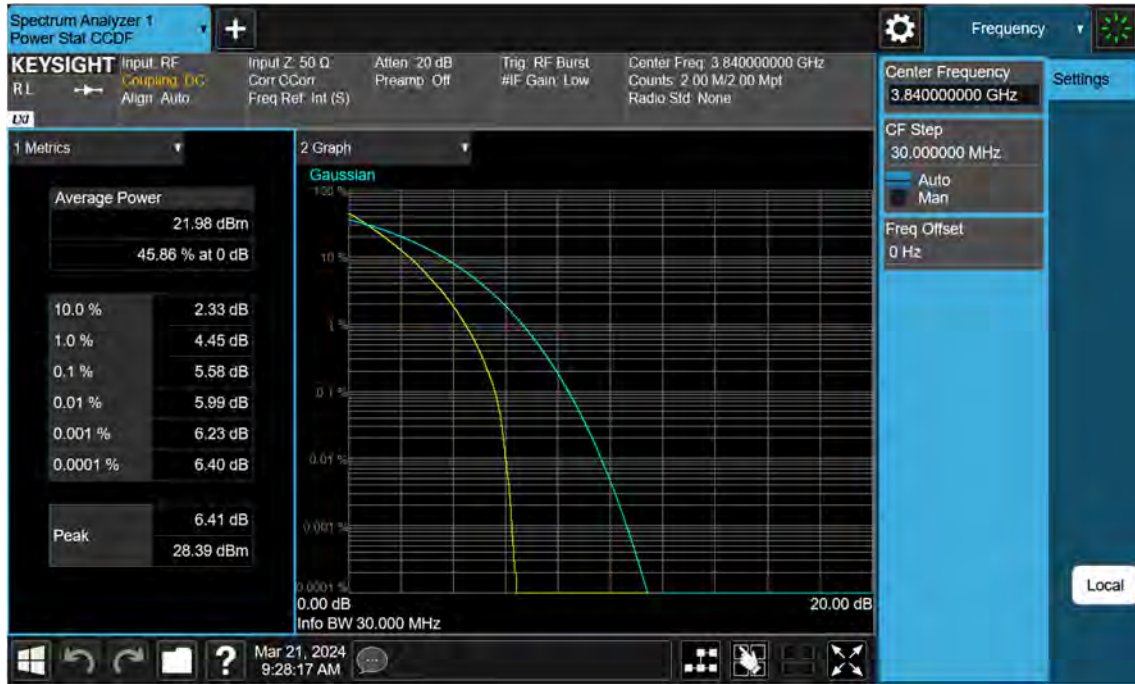 Spectrum Analyzer 1
Power Stat CCDF
Frequency
KEYSIGHT
RL
LXI
Input: RF
Coupling: DC
Align: Auto
Input Z: 50 Ω
Corr CCorr
Freq Ref: Int (S)
Atten: 20 dB
Preamp: Off
Trig: RF Burst
#IF Gain: Low
Center Freq: 3.840000000 GHz
Counts: 2.00 M/2.00 Mpt
Radio Std: None
Center Frequency
3.840000000 GHz
Settings
CF Step
30.000000 MHz
Auto
Man
Freq Offset
0 Hz
Local
1 Metrics
Average Power
21.98 dBm
45.86 % at 0 dB
10.0 % 2.33 dB
1.0 % 4.45 dB
0.1 % 5.58 dB
0.01 % 5.99 dB
0.001 % 6.23 dB
0.0001 % 6.40 dB
Peak
6.41 dB
28.39 dBm
2 Graph
Gaussian
100 %
10 %
1 %
0.1 %
0.01 %
0.001 %
0.0001 %
0.00 dB 20.00 dB
Info BW 30.000 MHz
?
Mar 21, 2024
9:28:17 AM